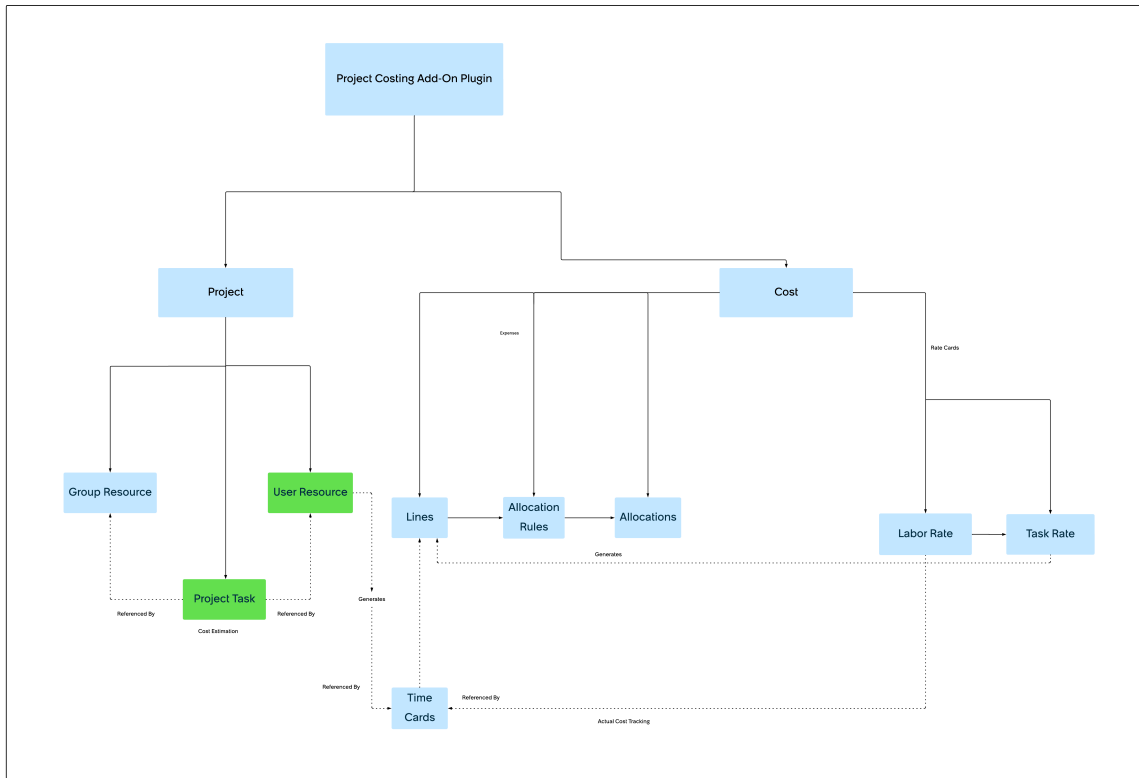 Project Costing Add-On Plugin
Project
Cost
Expenses
Rate Cards
Group Resource
User Resource
Lines
Allocation
Rules
Allocations
Labor Rate
Task Rate
Generates
Project Task
Generates
Referenced By
Referenced By
Cost Estimation
Referenced By
Time
Cards
Referenced By
Actual Cost Tracking